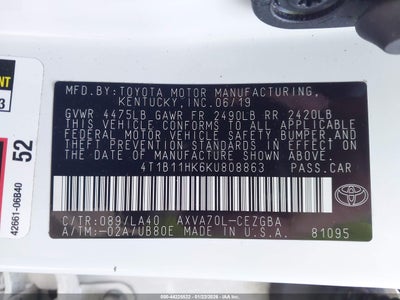 MFD.BY:TOYOTA MOTOR MANUFACTURING,
KENTUCKY,INC.06/19
GVWR 4475LB GAWR FR 2490LB RR 2420LB
THIS VEHICLE CONFORMS TO ALL APPLICABLE
FEDERAL MOTOR VEHICLE SAFETY,BUMPER,AND
THEFT PREVENTION STANDARDS IN EFFECT ON
THE DATE OF MANUFACTURE SHOWN ABOVE.
4T1B11HK6KU808863 PASS.CAR
C/TR:089/LA40 AXVA70L-CEZGBA
A/TM:-02A/UB80E MADE IN U.S.A.
81095
TOYOTA
52
42661-06B40